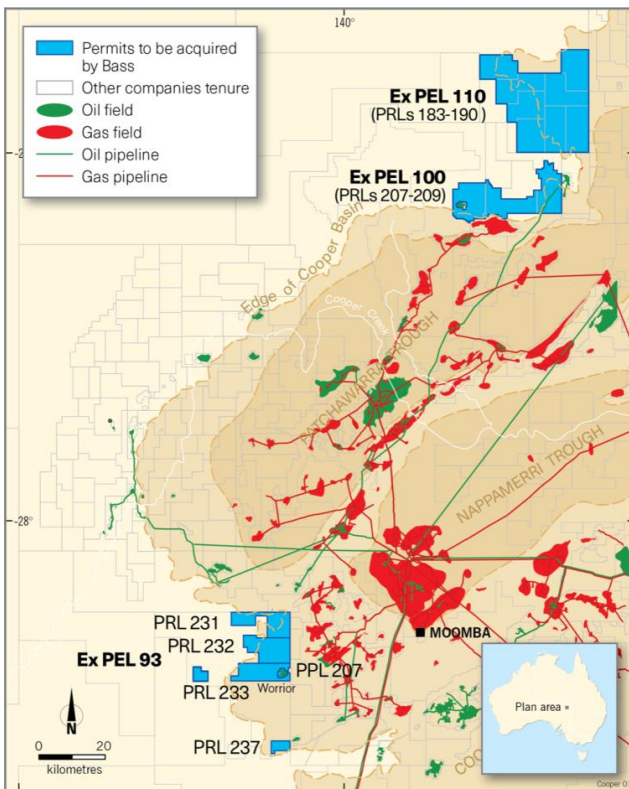 140°
Permits to be acquired
by Bass
Other companies tenure
Oil field
Gas field
Oil pipeline
Gas pipeline
Ex PEL 110
(PRLs 183-190 )
Ex PEL 100
(PRLs 207-209)
Edge of Cooper Basin
Cooper Creek
PATCHAWARRA TROUGH
NAPPAMERRI TROUGH
–28°
PRL 231
MOOMBA
PRL 232
Ex PEL 93
PPL 207
PRL 233
Worrior
Plan area
N
PRL 237
0 20
kilometres